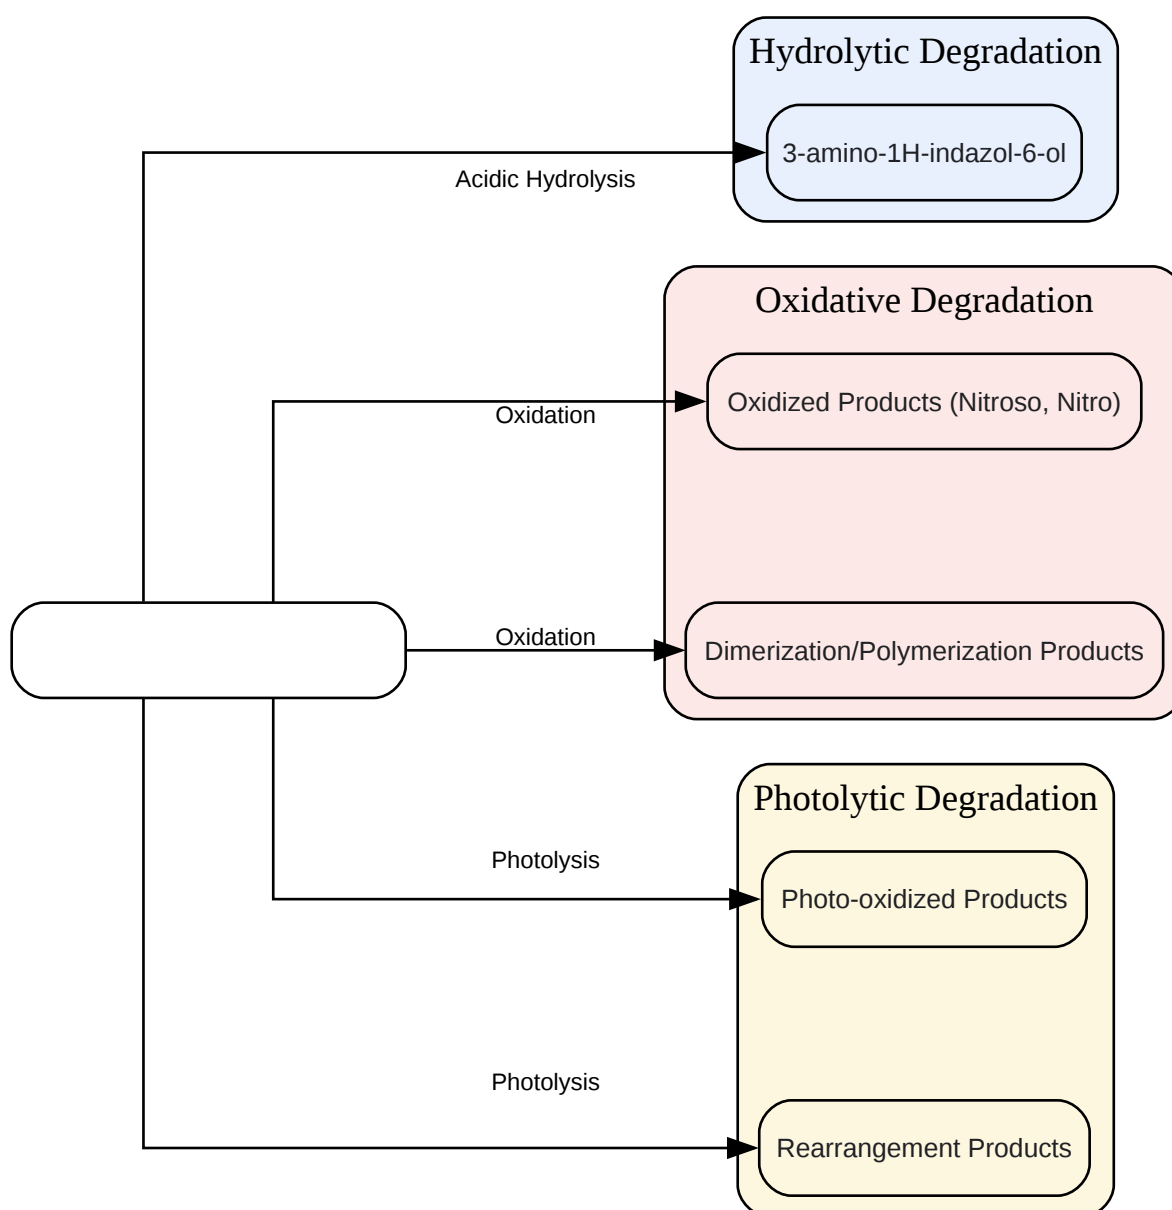 Hydrolytic Degradation
3-amino-1H-indazol-6-ol
Acidic Hydrolysis
Oxidative Degradation
Oxidized Products (Nitroso, Nitro)
Oxidation
Oxidation
Dimerization/Polymerization Products
Photolytic Degradation
Photolysis
Photo-oxidized Products
Photolysis
Rearrangement Products